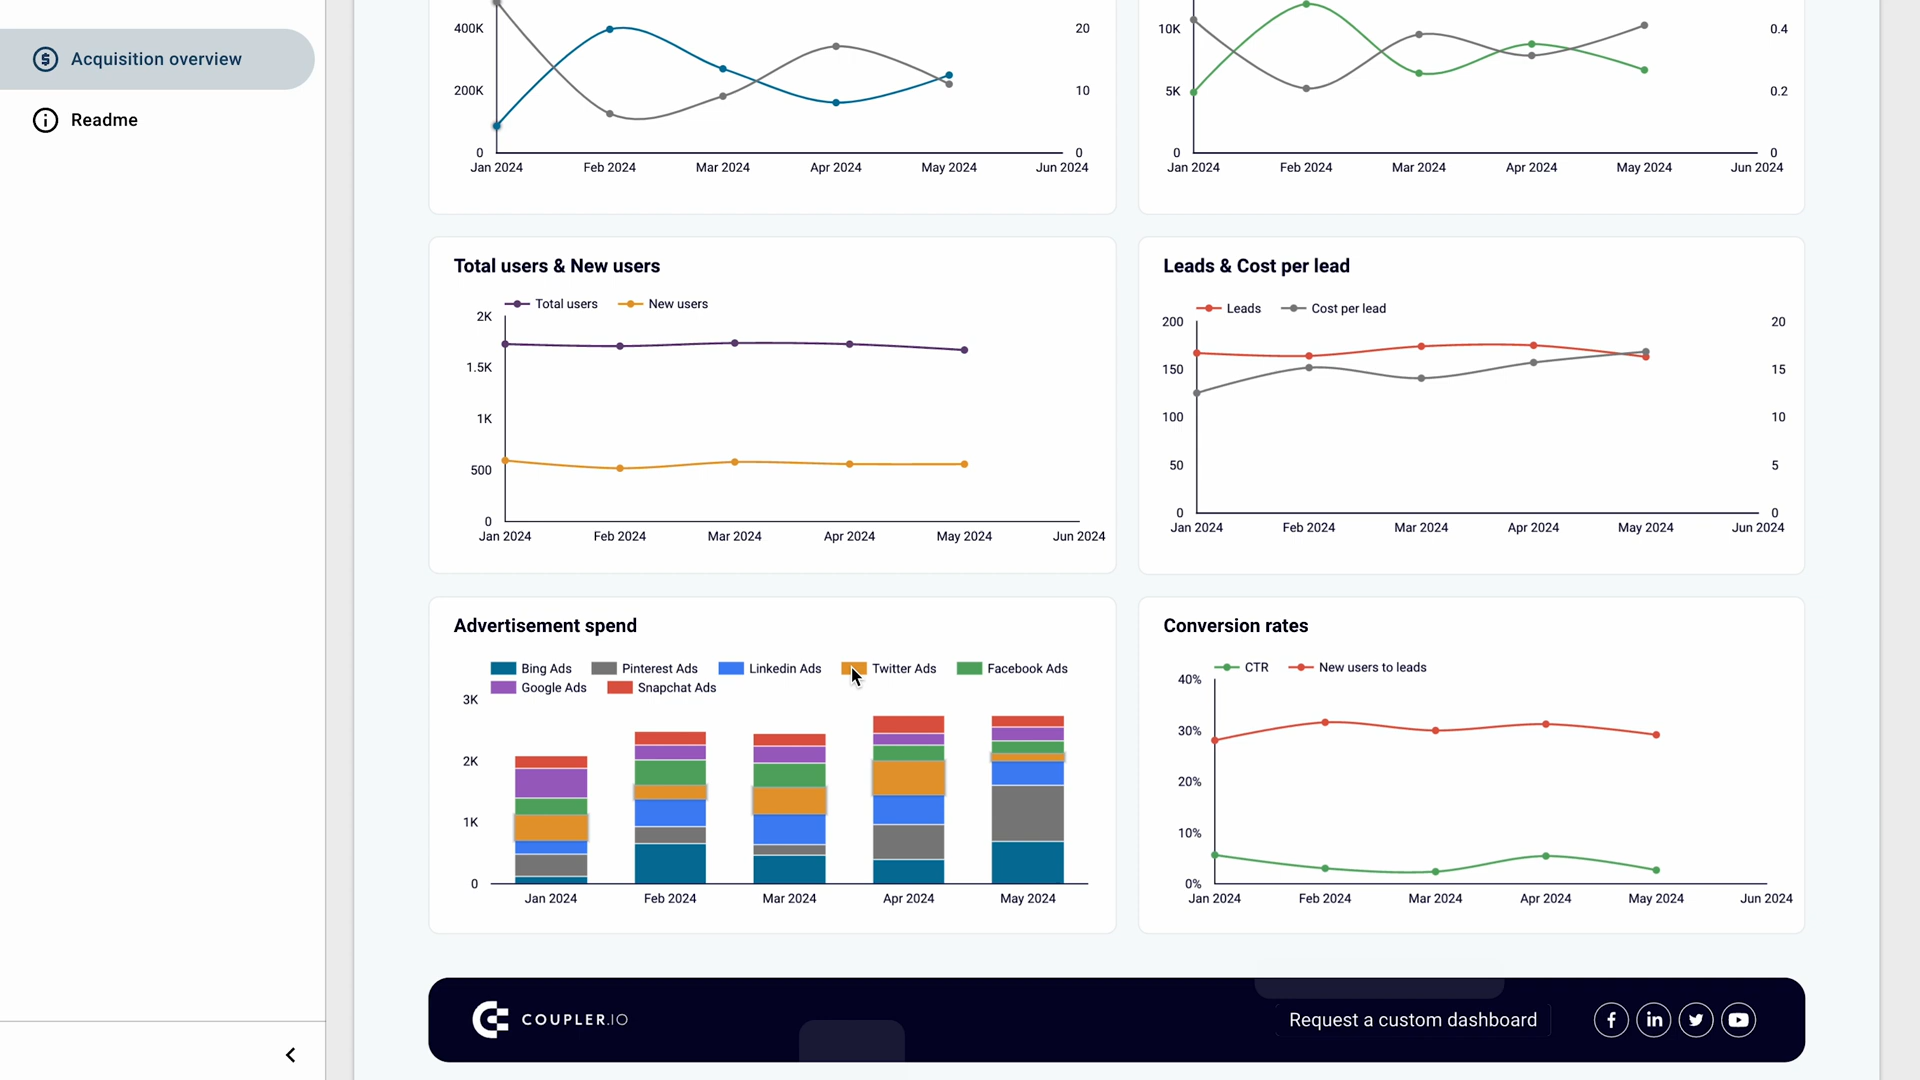 Acquisition overview
Readme
400K 20
200K 10
0 0
Jan 2024 Feb 2024 Mar 2024 Apr 2024 May 2024 Jun 2024
10K 0.4
5K 0.2
0 0
Jan 2024 Feb 2024 Mar 2024 Apr 2024 May 2024 Jun 2024
Total users & New users
Total users New users
2K
1.5K
1K
500
0
Jan 2024 Feb 2024 Mar 2024 Apr 2024 May 2024 Jun 2024
Leads & Cost per lead
Leads Cost per lead
200 20
150 15
100 10
50 5
0 0
Jan 2024 Feb 2024 Mar 2024 Apr 2024 May 2024 Jun 2024
Advertisement spend
Bing Ads Pinterest Ads Linkedin Ads Twitter Ads Facebook Ads
Google Ads Snapchat Ads
3K
2K
1K
0
Jan 2024 Feb 2024 Mar 2024 Apr 2024 May 2024
Conversion rates
CTR New users to leads
40%
30%
20%
10%
0%
Jan 2024 Feb 2024 Mar 2024 Apr 2024 May 2024 Jun 2024
COUPLER.IO
Request a custom dashboard